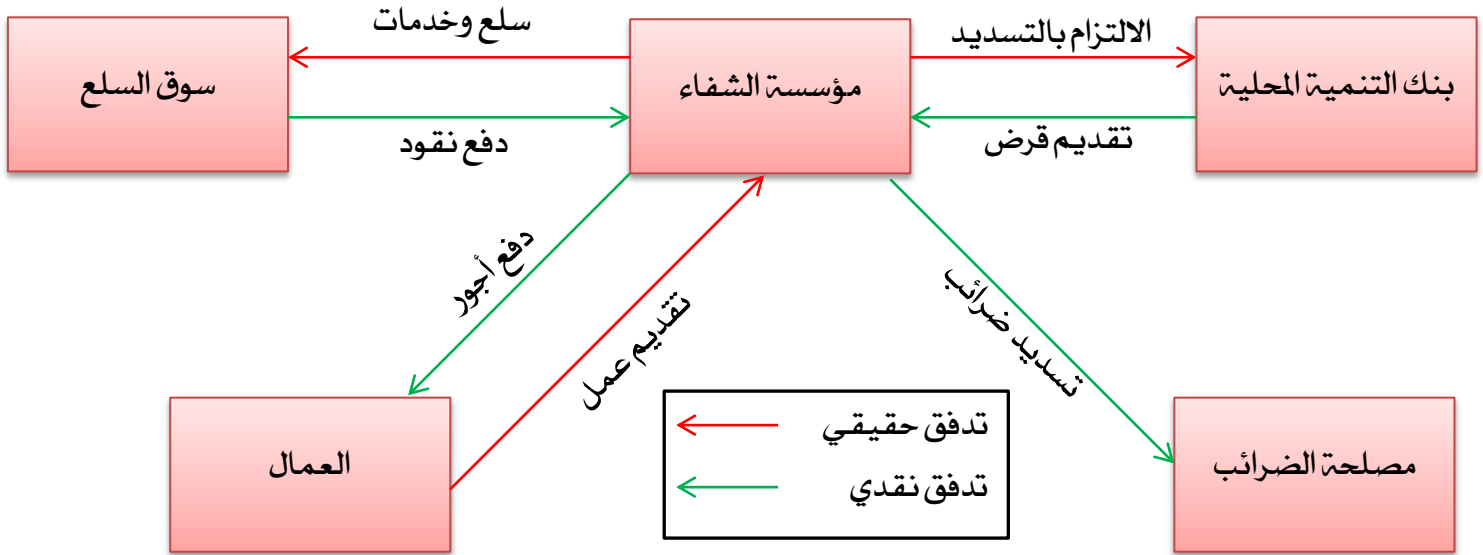 سلع وخدمات
الالتزام بالتسديد
سوق السلع
مؤسسة الشفاء
بنك التنمية المحلية
دفع نقود
تقديم قرض
دفع أجور
تقديم عمل
تسديد ضرائب
العمال
تدفق حقيقي
تدفق نقدي
مصلحة الضرائب